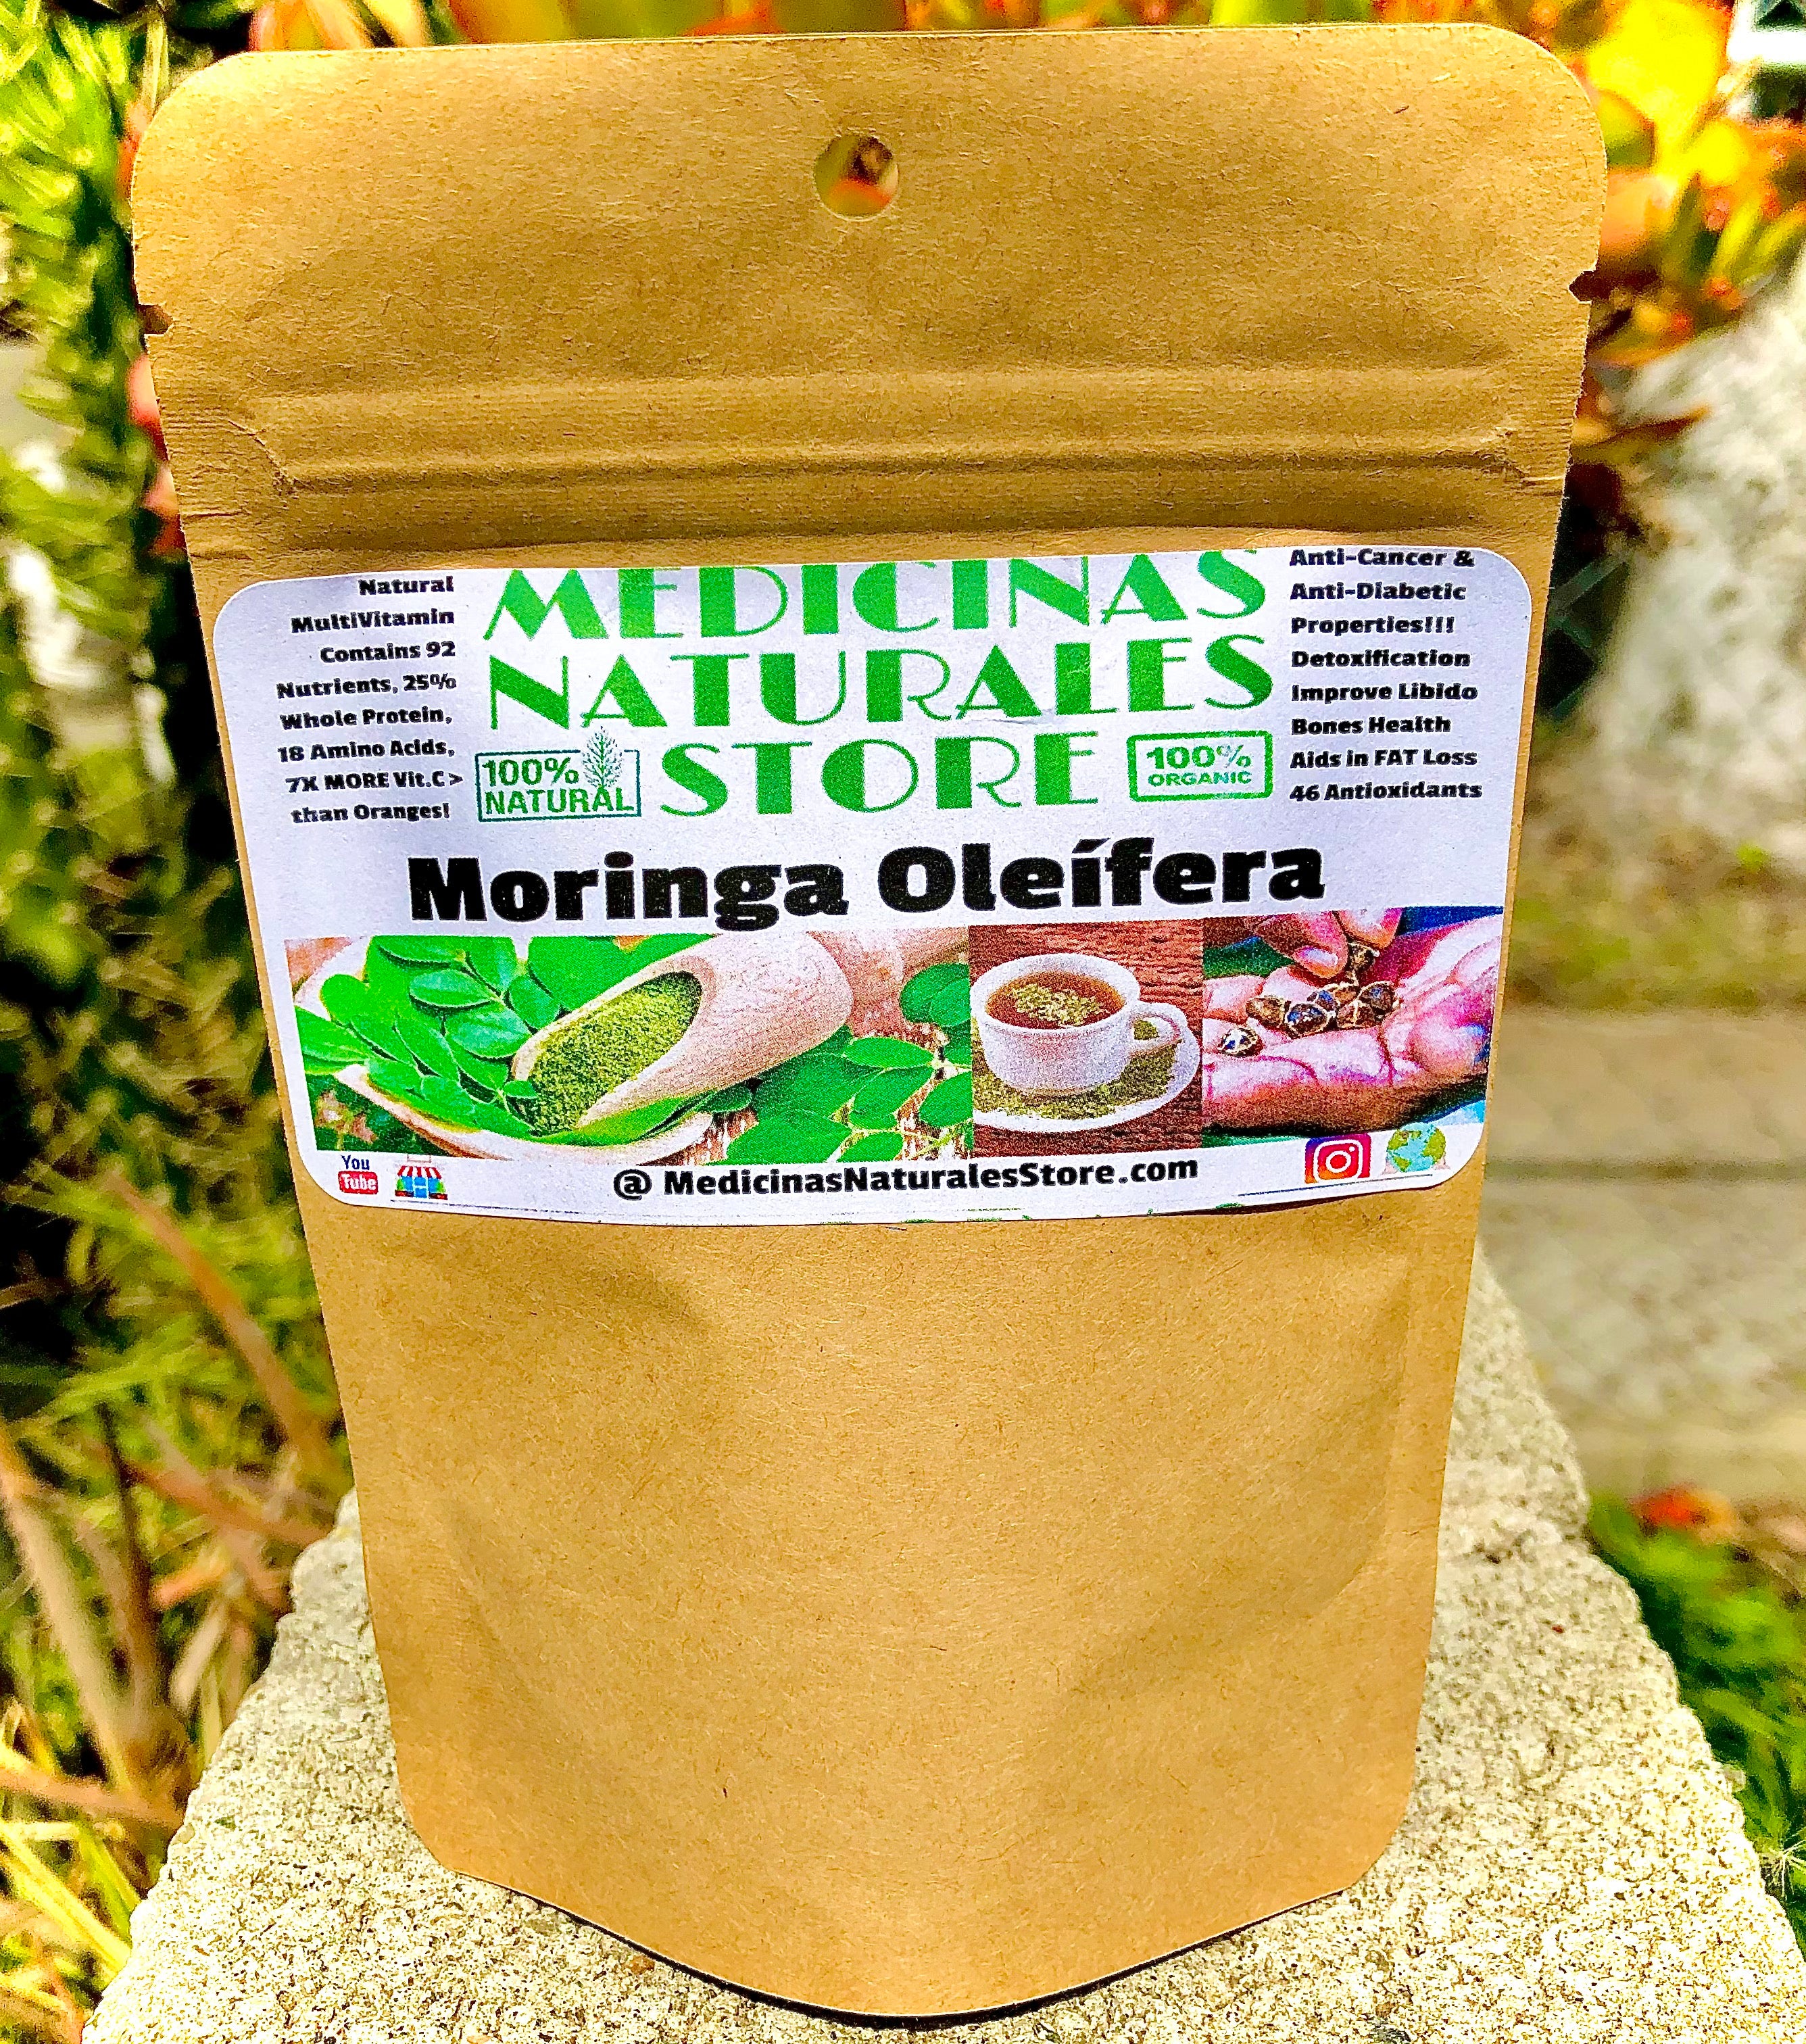 Natural
MultiVitamin
Contains 92
Nutrients, 25%
Whole Protein,
18 Amino Acids,
7X MORE Vit.C >
than Oranges!
MEDICINAS
NATURALES
STORE
100%
NATURAL
100%
ORGANIC
Anti-Cancer &
Anti-Diabetic
Properties!!!
Detoxification
Improve Libido
Bones Health
Aids in FAT Loss
46 Antioxidants
Moringa Oleífera
You
Tube
@ MedicinasNaturalesStore.com